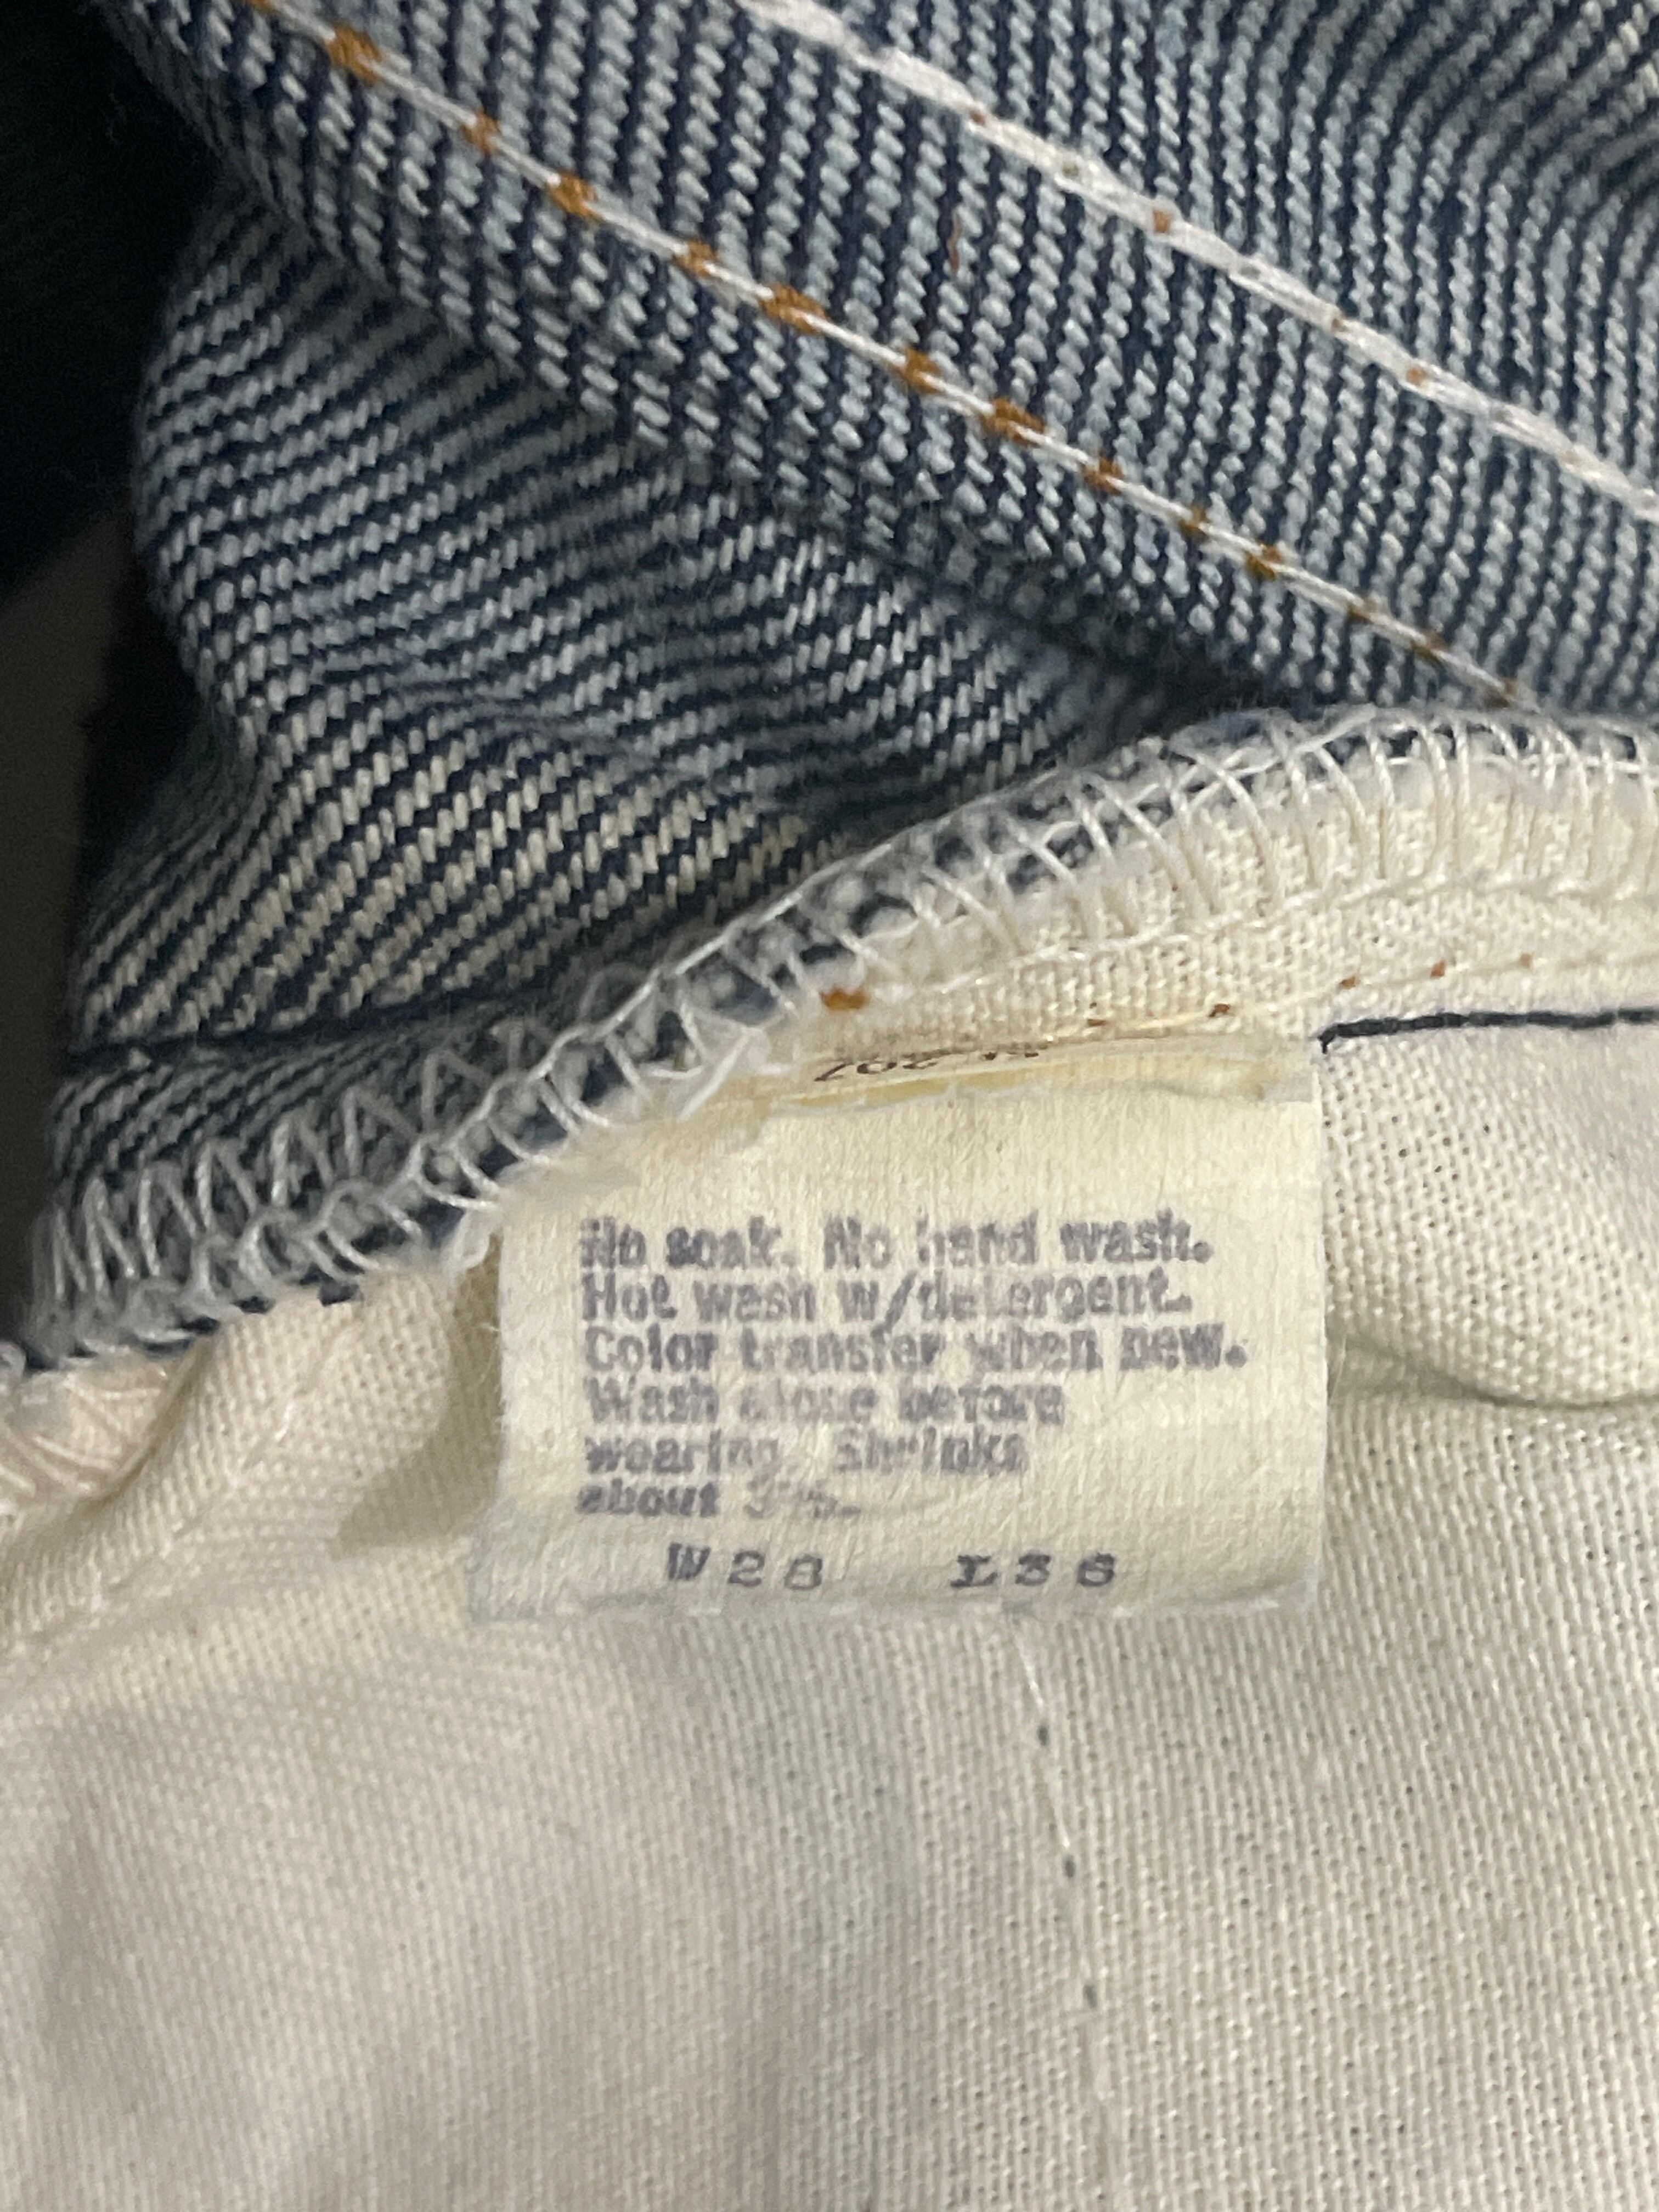 No soak. No hand wash.
Hot wash w/detergent.
Color transfer when new.
Wash alone before
wearing. Shrinks
about
W28 L36